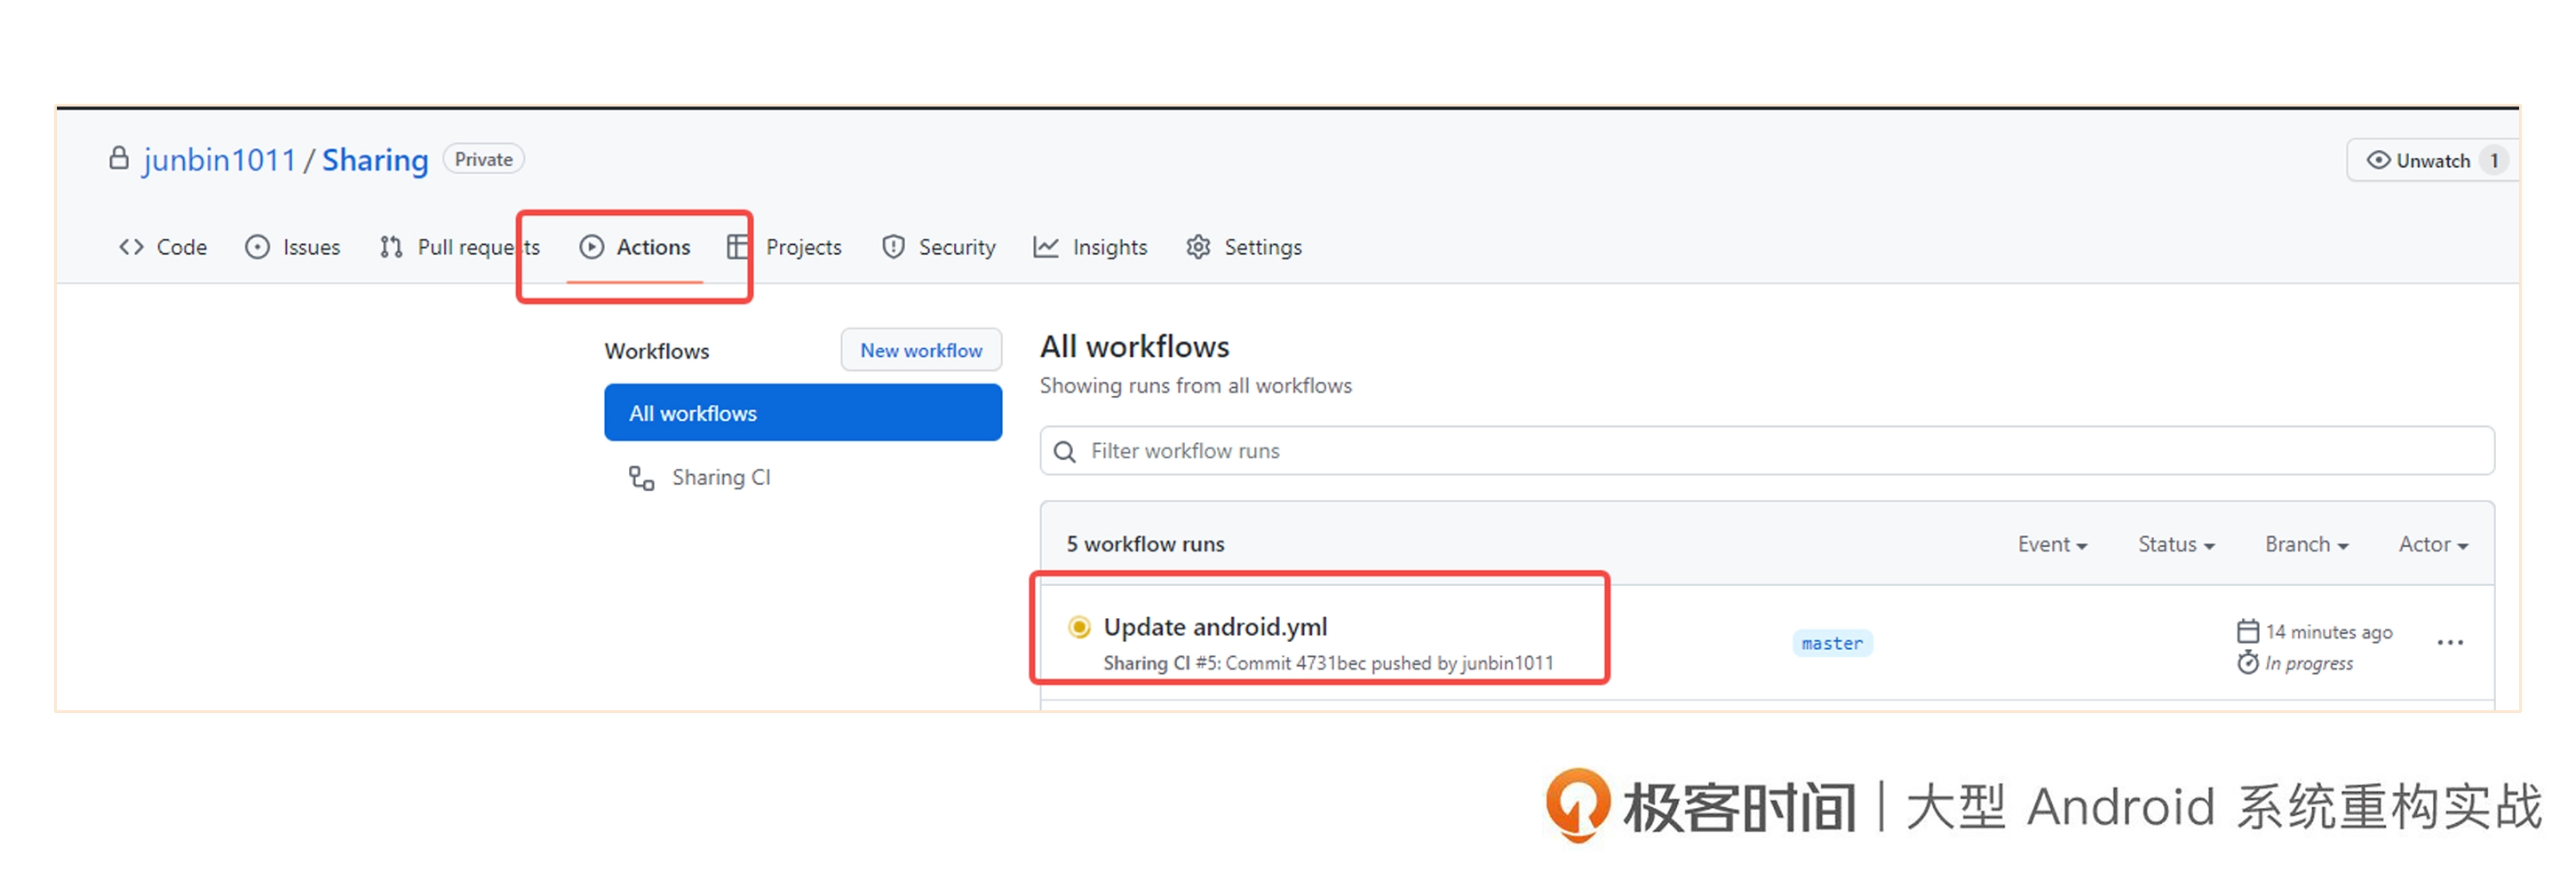 junbin1011 / Sharing Private
Unwatch 1
Code Issues Pull requests Actions Projects Security Insights Settings
Workflows
New workflow
All workflows
Sharing CI
All workflows
Showing runs from all workflows
Filter workflow runs
5 workflow runs
Event Status Branch Actor
Update android.yml
Sharing CI #5: Commit 4731bec pushed by junbin1011
master
14 minutes ago
In progress
极客时间 | 大型 Android 系统重构实战